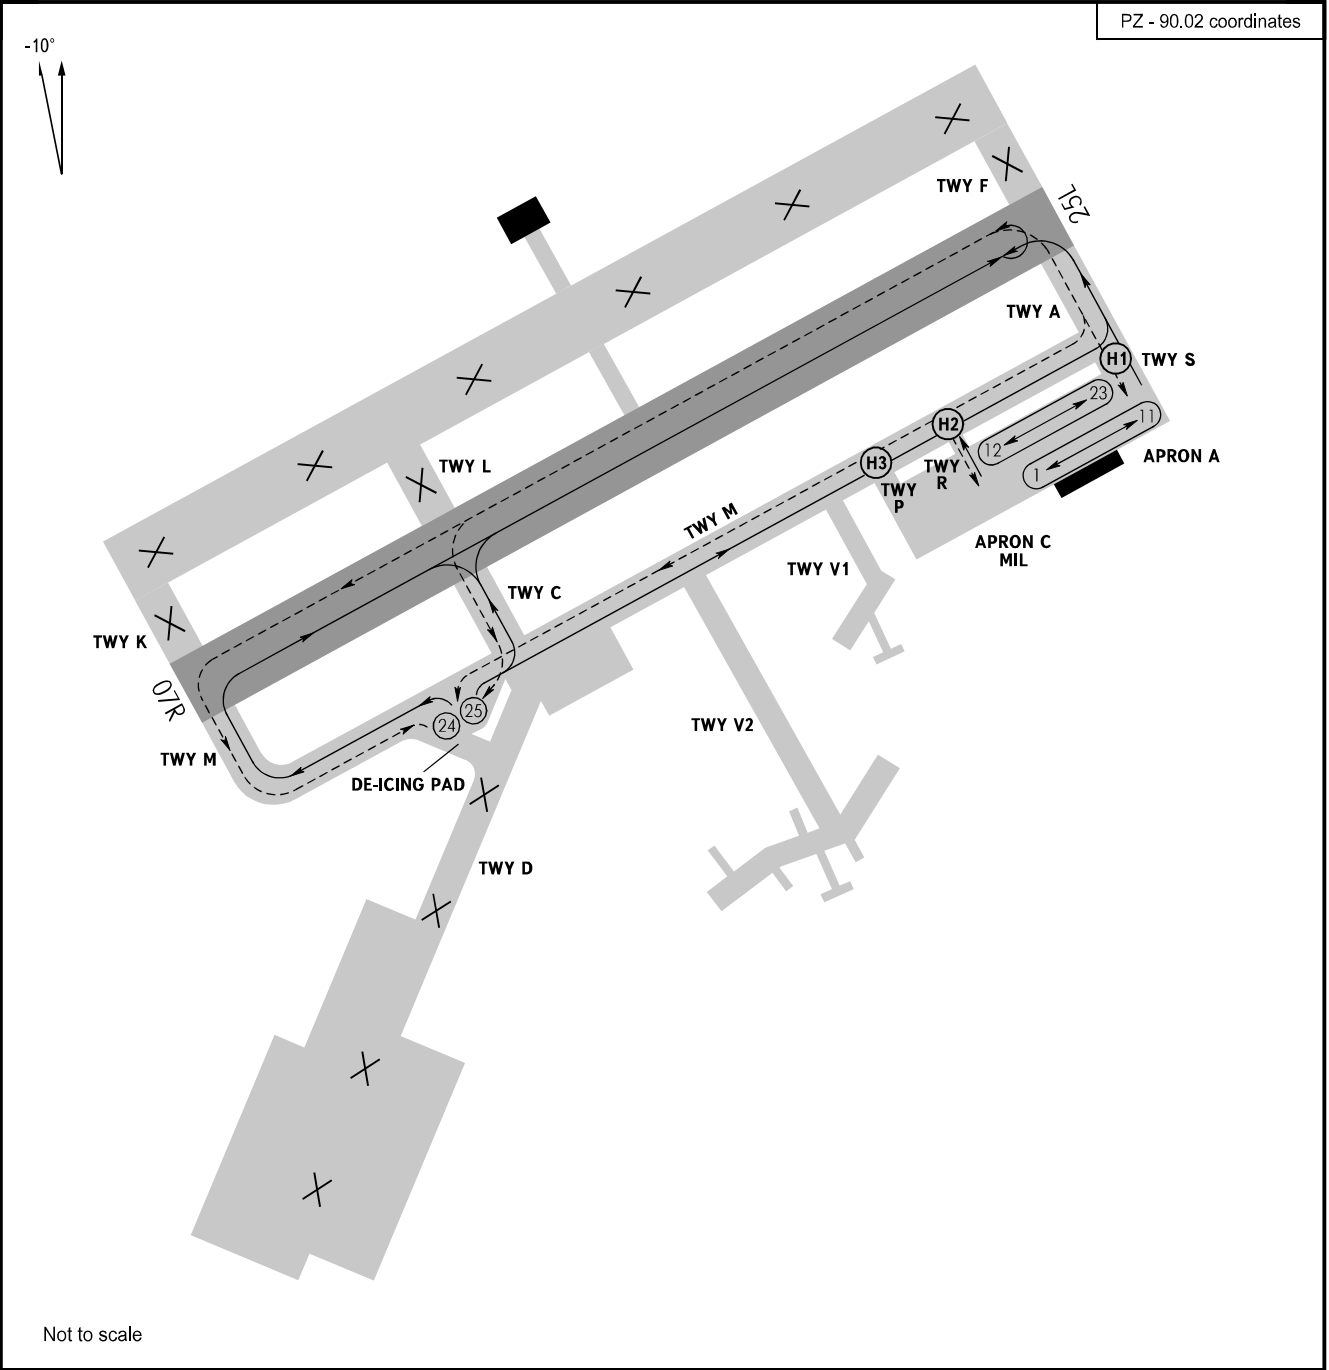 PZ - 90.02 coordinates
-10°
TWY F
25L
TWY A
H1
TWY S
23
11
H2
12
1
APRON A
H3
TWY
R
TWY
P
TWY L
TWY M
APRON C
MIL
TWY V1
TWY C
TWY K
07R
25
24
TWY V2
TWY M
DE-ICING PAD
TWY D
Not to scale